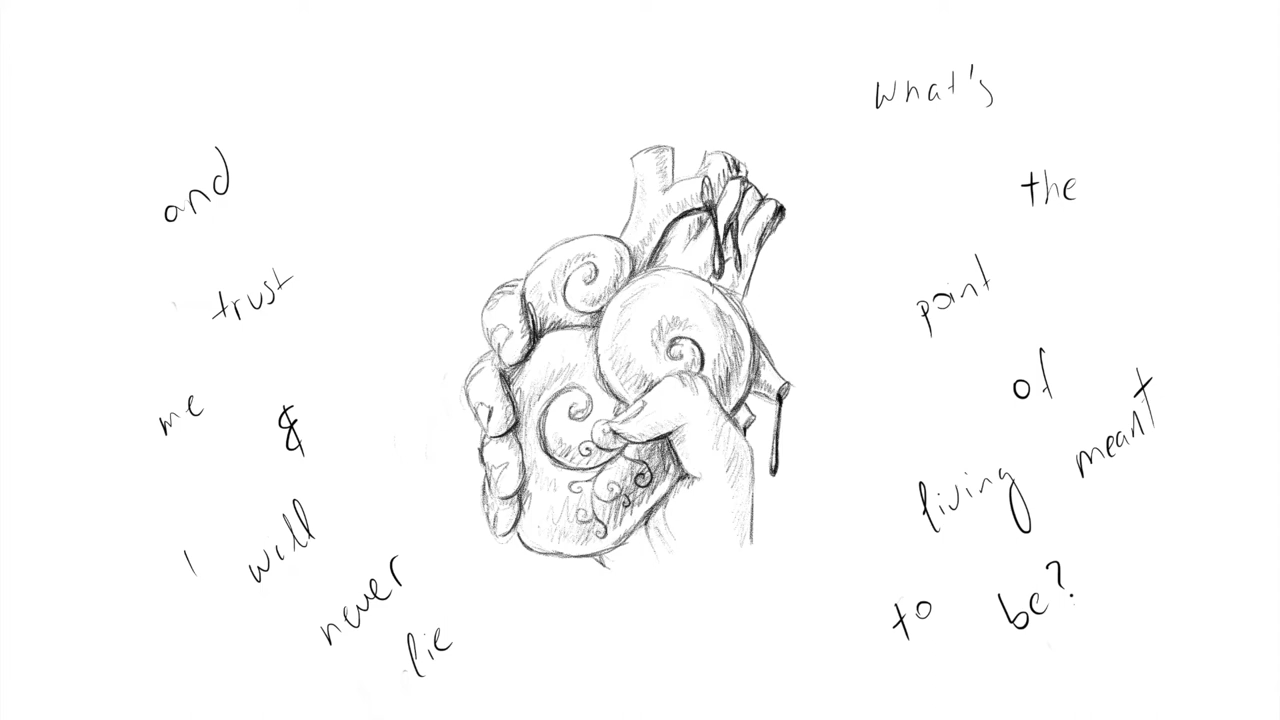 and
trust
me &
I will
never
lie
What's
the
point
of
living meant
to be?